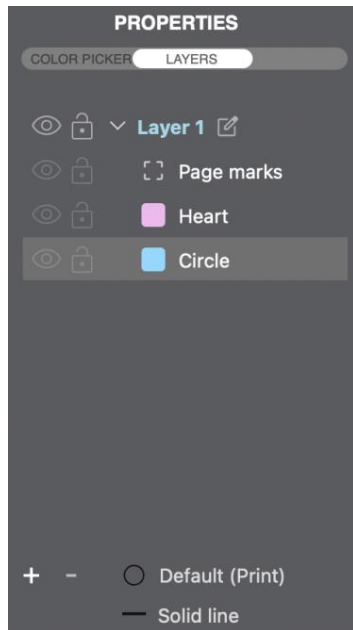 PROPERTIES
COLOR PICKER LAYERS
Layer 1
Page marks
Heart
Circle
+ - Default (Print)
Solid line